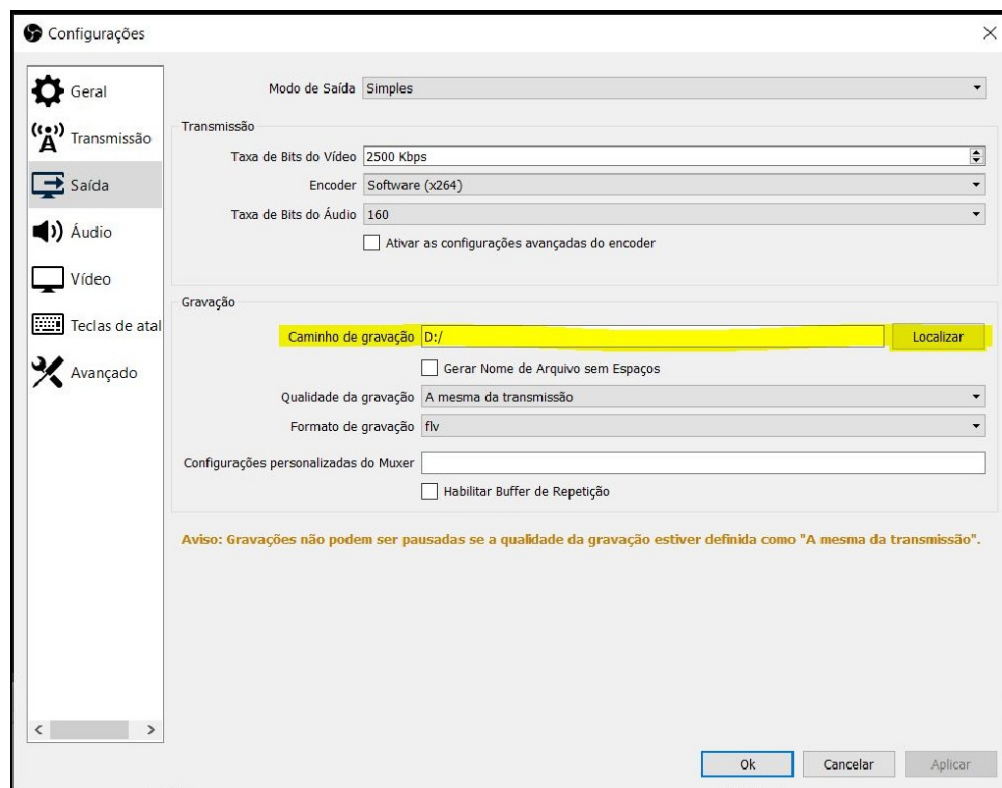 Configurações
Geral
Transmissão
Saída
Áudio
Vídeo
Teclas de atal
Avançado
Modo de Saída Simples
Transmissão
Taxa de Bits do Vídeo 2500 Kbps
Encoder Software (x264)
Taxa de Bits do Áudio 160
Ativar as configurações avançadas do encoder
Gravação
Caminho de gravação D:/ Localizar
Gerar Nome de Arquivo sem Espaços
Qualidade da gravação A mesma da transmissão
Formato de gravação flv
Configurações personalizadas do Muxer
Habilitar Buffer de Repetição
Aviso: Gravações não podem ser pausadas se a qualidade da gravação estiver definida como "A mesma da transmissão".
Ok Cancelar Aplicar